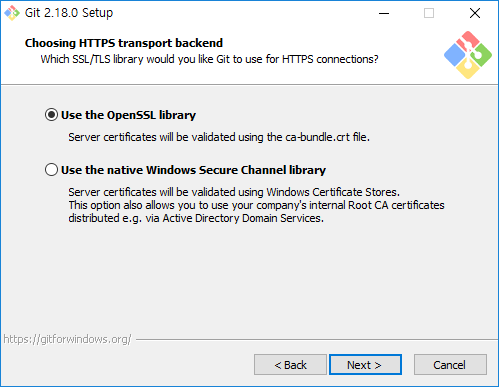 Git 2.18.0 Setup
Choosing HTTPS transport backend
Which SSL/TLS library would you like Git to use for HTTPS connections?
Use the OpenSSL library
Server certificates will be validated using the ca-bundle.crt file.
Use the native Windows Secure Channel library
Server certificates will be validated using Windows Certificate Stores.
This option also allows you to use your company's internal Root CA certificates
distributed e.g. via Active Directory Domain Services.
https://gitforwindows.org/
< Back
Next >
Cancel